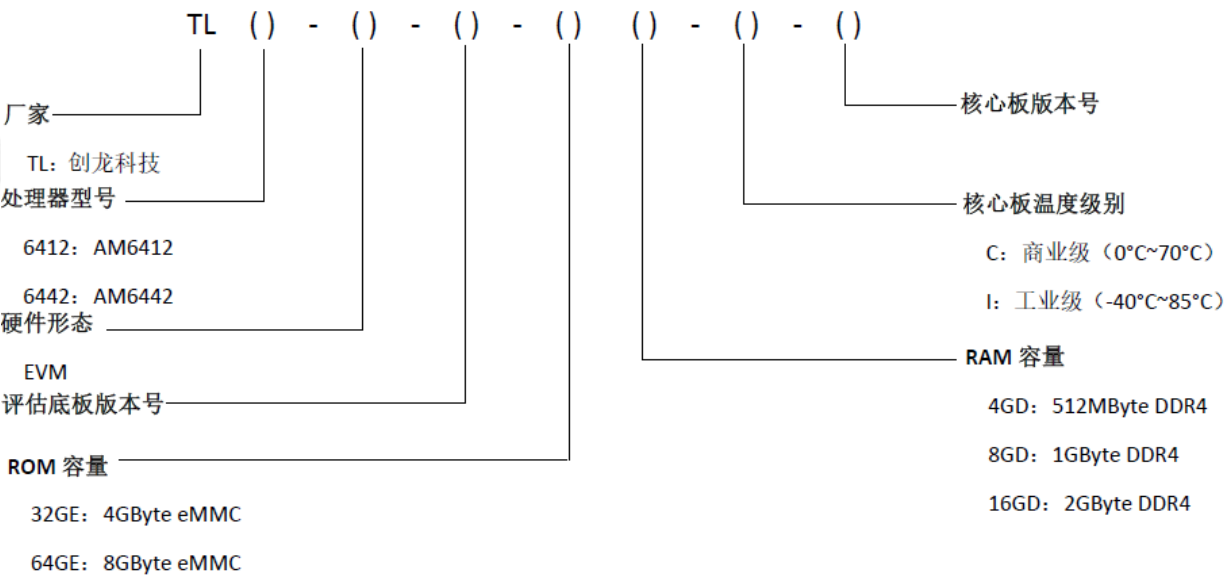 TL () - () - () - () () - () - ()
厂家
TL：创龙科技
处理器型号
6412：AM6412
6442：AM6442
硬件形态
EVM
评估底板版本号
ROM 容量
32GE：4GByte eMMC
64GE：8GByte eMMC
核心板版本号
核心板温度级别
C：商业级（0°C~70°C）
I：工业级（-40°C~85°C）
RAM 容量
4GD：512MByte DDR4
8GD：1GByte DDR4
16GD：2GByte DDR4